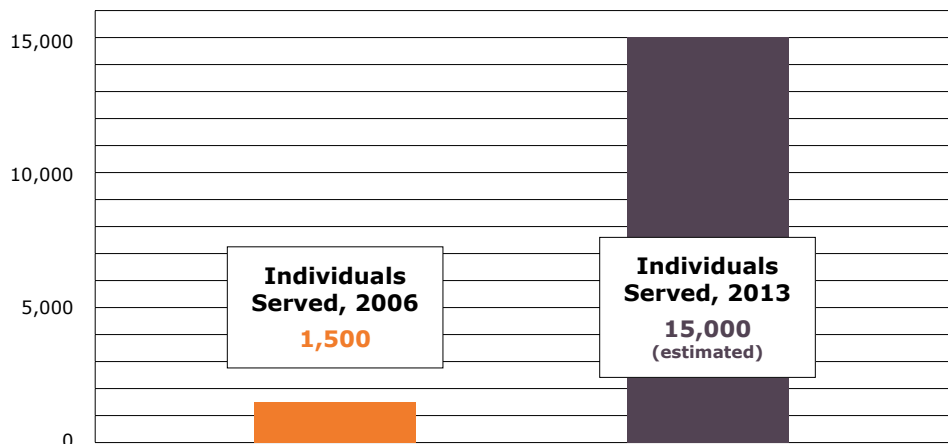 15,000
10,000
5,000
0
Individuals
Served, 2006
1,500
Individuals
Served, 2013
15,000
(estimated)